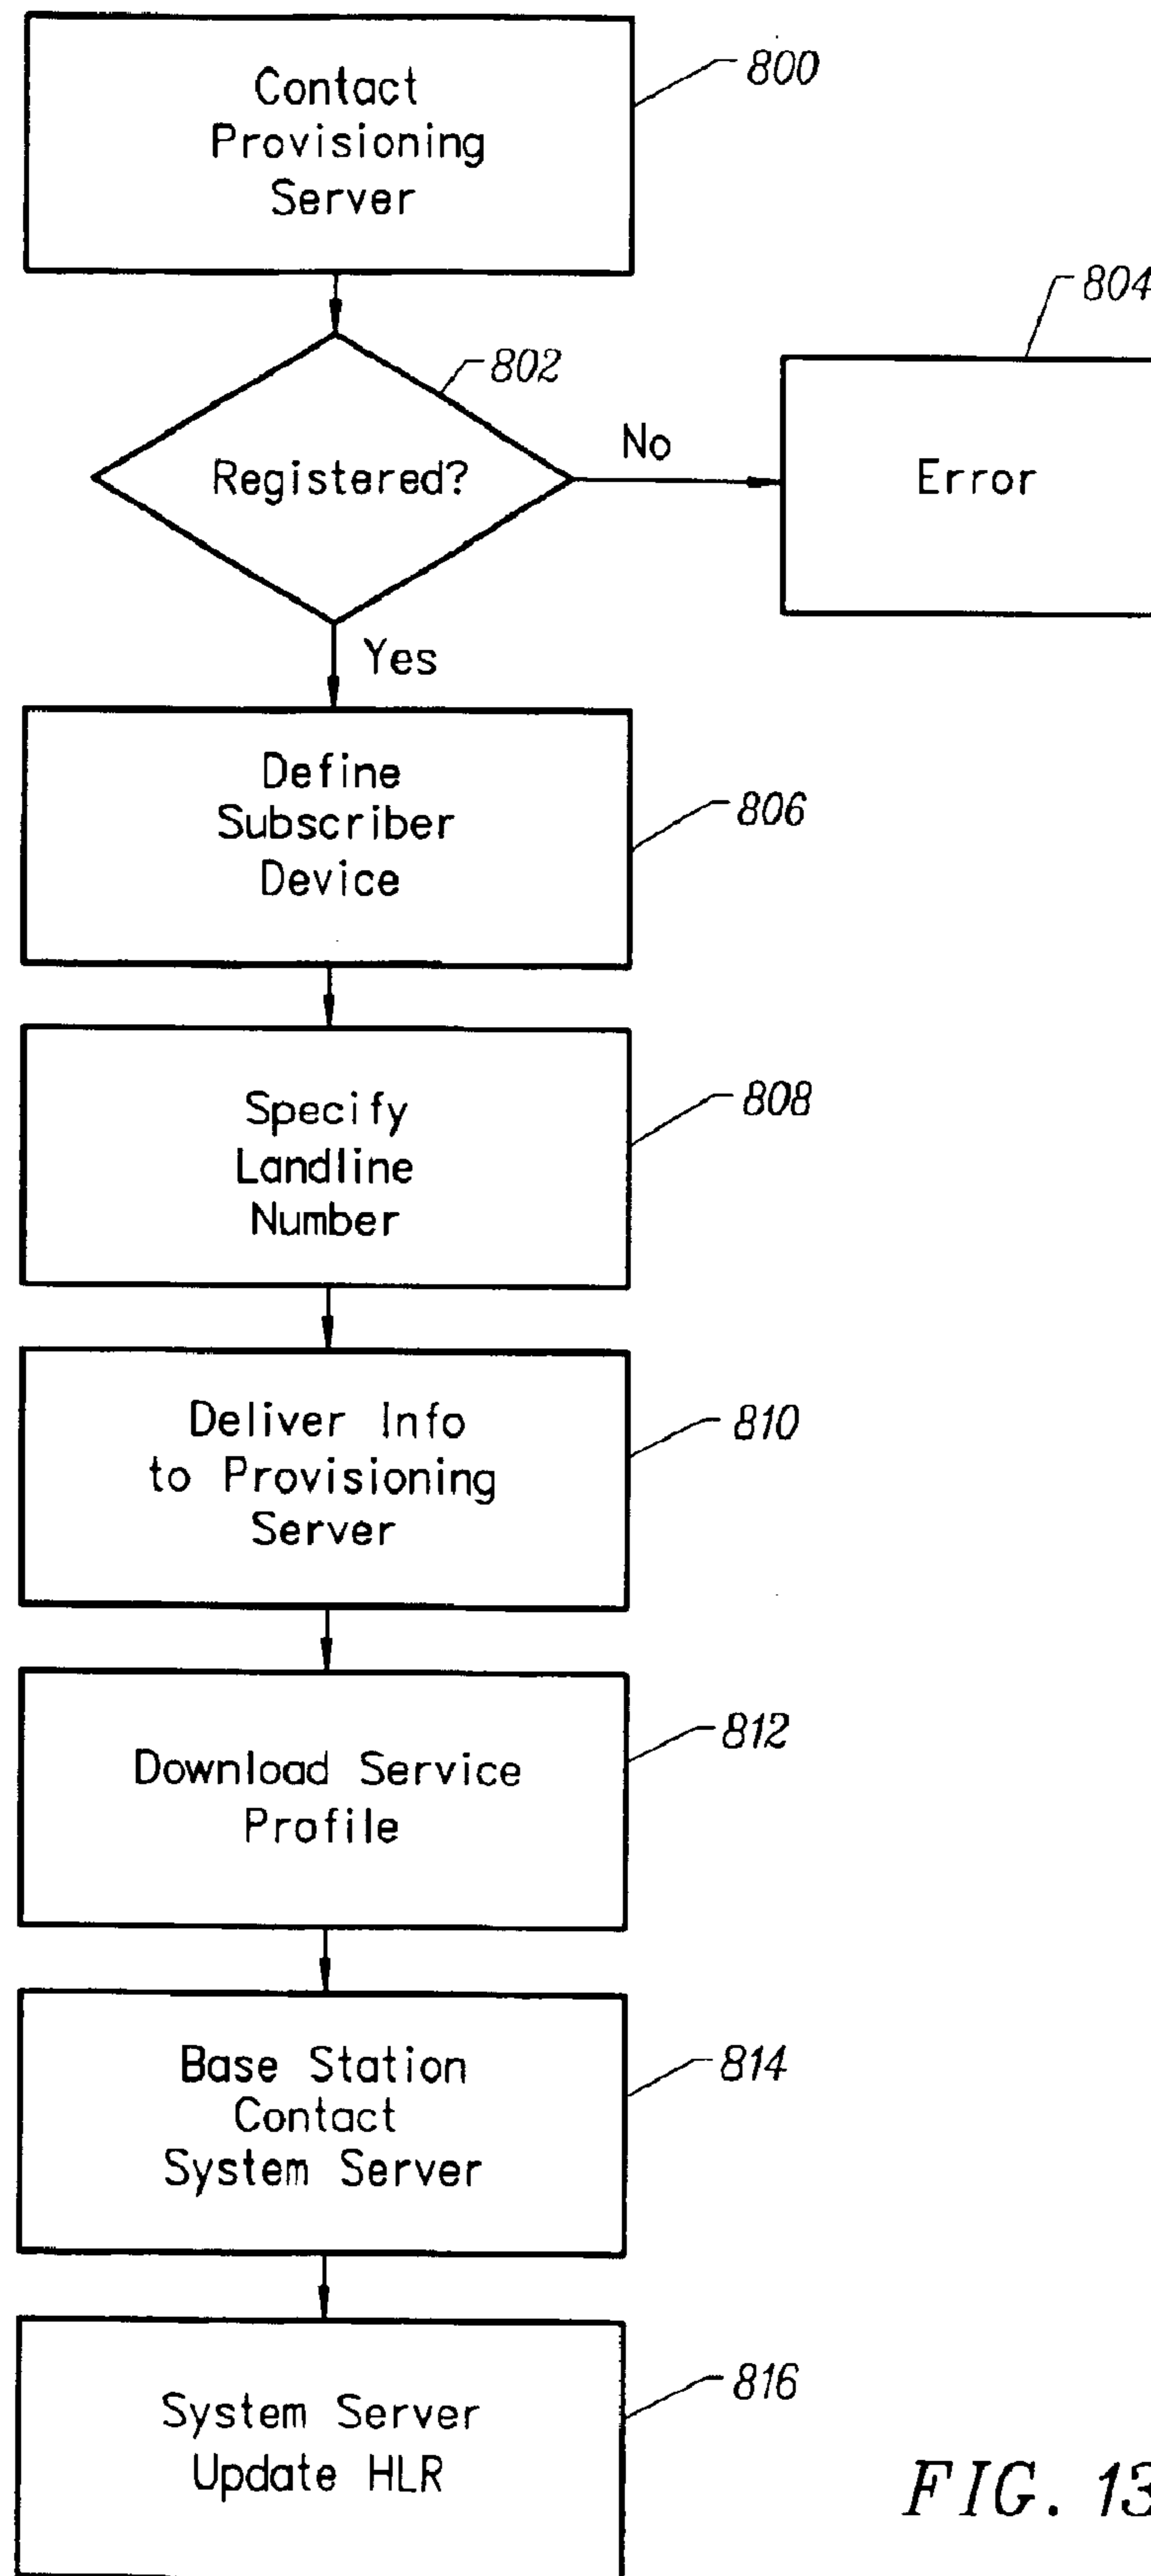 Contact
Provisioning
Server
800
802
Registered?
No
804
Error
Yes
Define
Subscriber
Device
806
Specify
Landline
Number
808
Deliver Info
to Provisioning
Server
810
Download Service
Profile
812
Base Station
Contact
System Server
814
System Server
Update HLR
816
FIG. 13